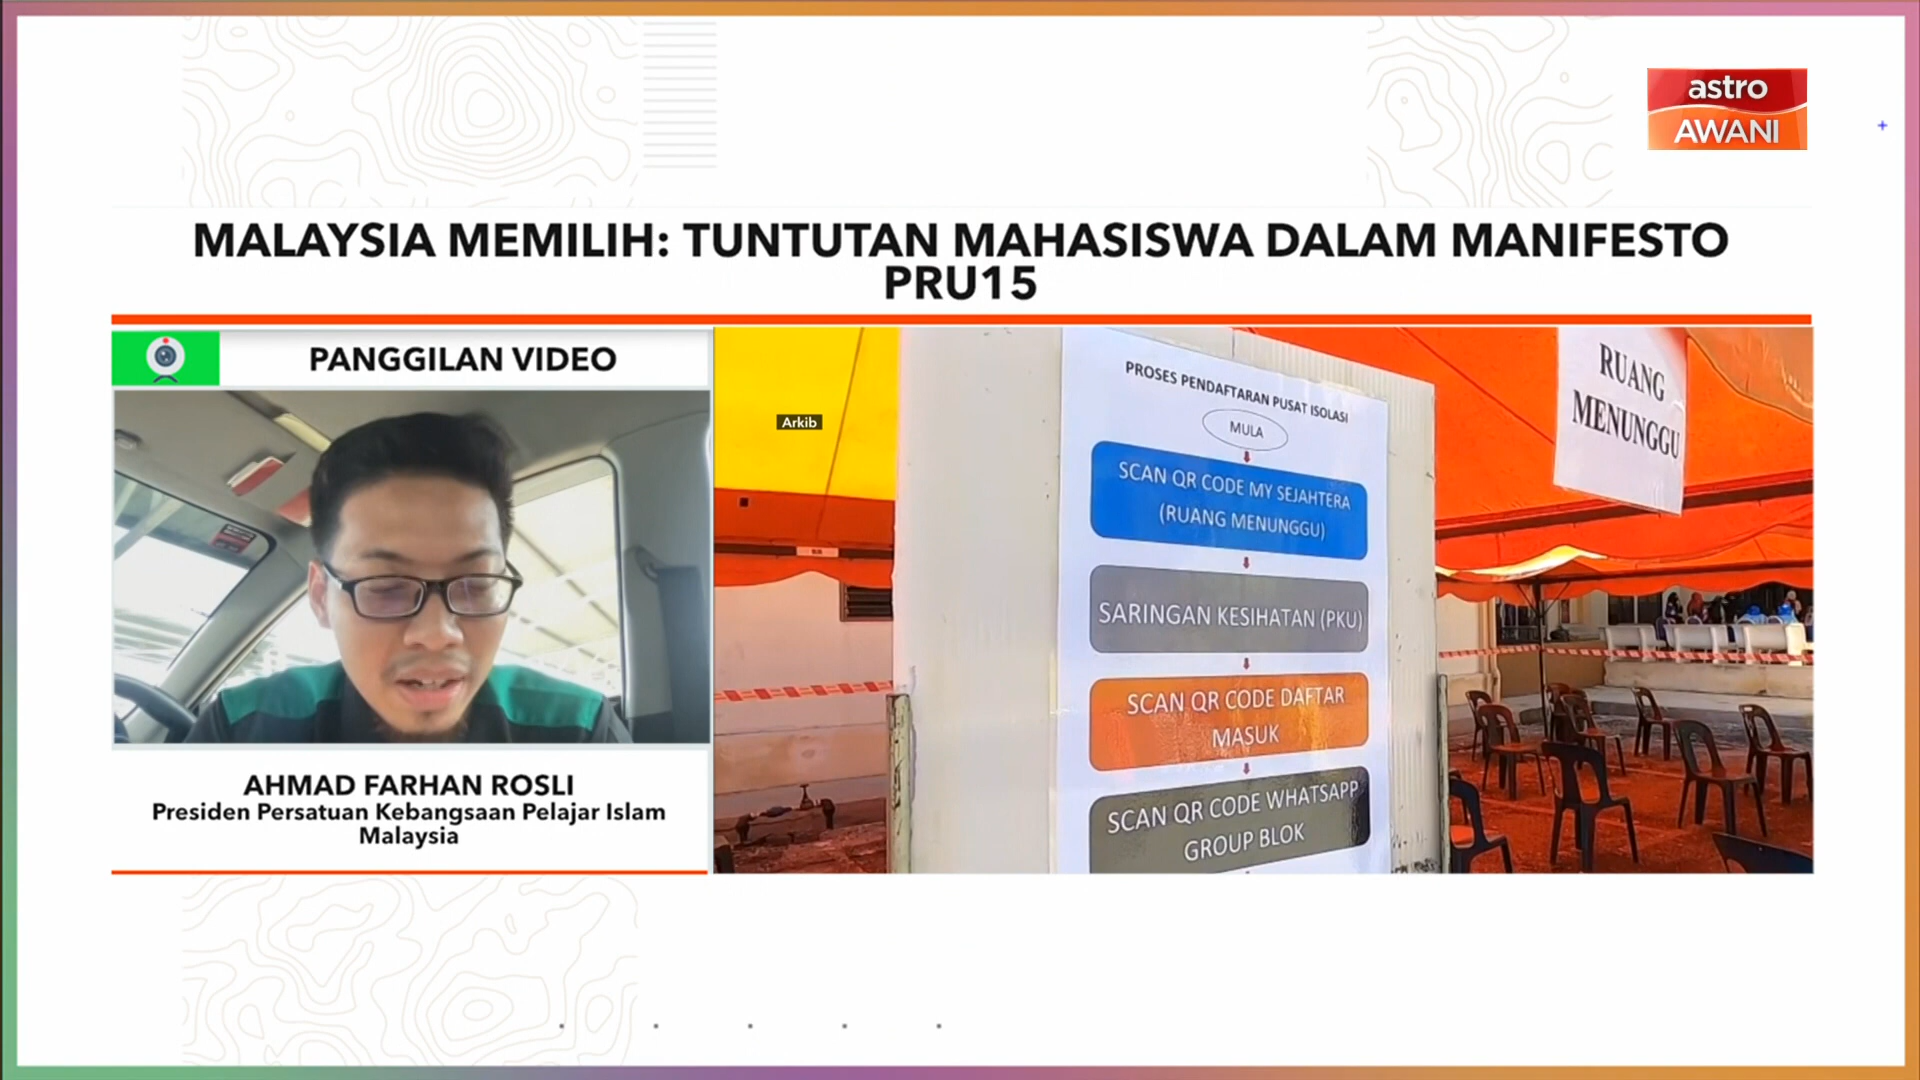 astro
AWANI
MALAYSIA MEMILIH: TUNTUTAN MAHASISWA DALAM MANIFESTO
PRU15
PANGGILAN VIDEO
AHMAD FARHAN ROSLI
Presiden Persatuan Kebangsaan Pelajar Islam
Malaysia
Arkib
PROSES PENDAFTARAN PUSAT ISOLASI
MULA
SCAN QR CODE MY SEJAHTERA
(RUANG MENUNGGU)
SARINGAN KESIHATAN (PKU)
SCAN QR CODE DAFTAR
MASUK
SCAN QR CODE WHATSAPP
GROUP BLOK
RUANG
MENUNGGU